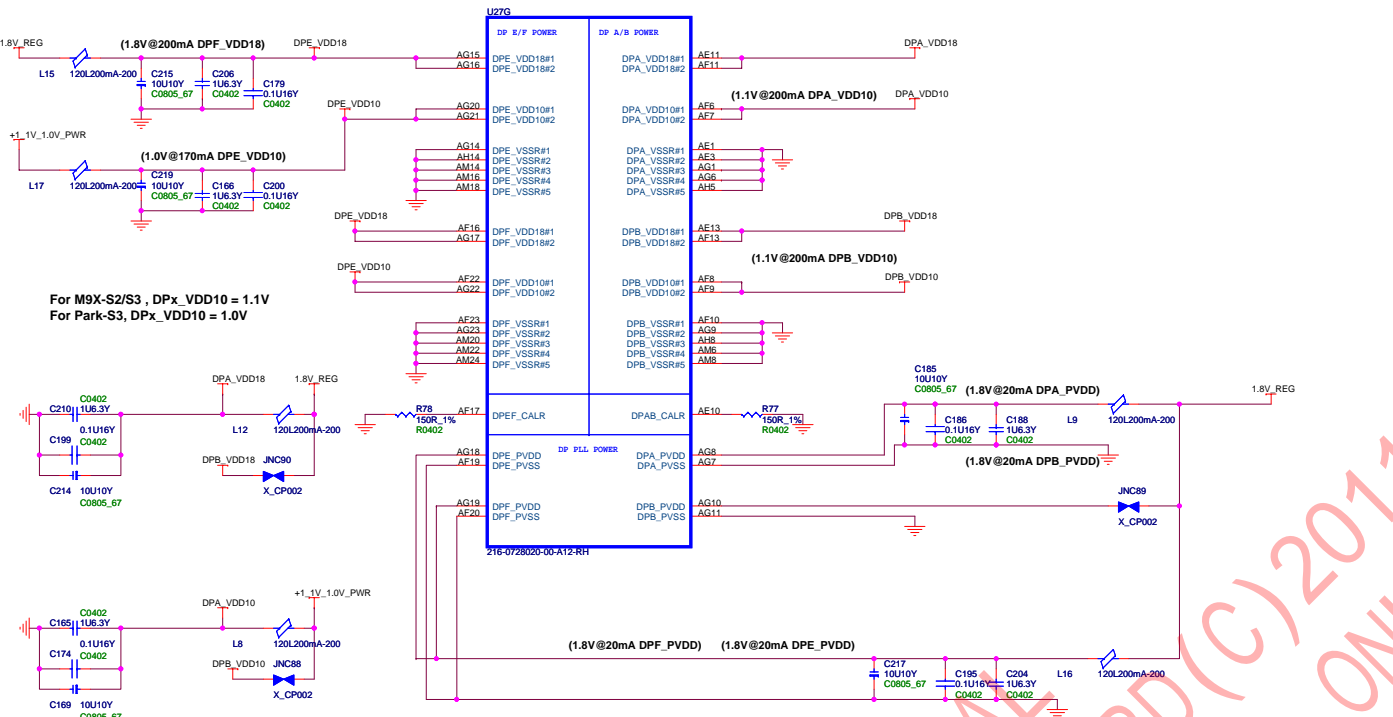 U27G
DP E/F POWER
DP A/B POWER
1.8V_REG
(1.8V@200mA DPF_VDD18)
DPE_VDD18
L15
120L200mA-200
C215
10U10Y
C0805_67
C206
1U6.3Y
C0402
C179
0.1U16Y
C0402
AG15 DPE_VDD18#1
AG16 DPE_VDD18#2
DPE_VDD10
AG20 DPE_VDD10#1
AG21 DPE_VDD10#2
+1_1V_1.0V_PWR
(1.0V@170mA DPE_VDD10)
L17
120L200mA-200
C219
10U10Y
C0805_67
C166
1U6.3Y
C0402
C200
0.1U16Y
C0402
AG14 DPE_VSSR#1
AH14 DPE_VSSR#2
AM14 DPE_VSSR#3
AM16 DPE_VSSR#4
AM18 DPE_VSSR#5
DPE_VDD18
AF16 DPF_VDD18#1
AG17 DPF_VDD18#2
DPE_VDD10
AF22 DPF_VDD10#1
AG22 DPF_VDD10#2
For M9X-S2/S3 , DPx_VDD10 = 1.1V
For Park-S3, DPx_VDD10 = 1.0V
AF23 DPF_VSSR#1
AG23 DPF_VSSR#2
AM20 DPF_VSSR#3
AM22 DPF_VSSR#4
AM24 DPF_VSSR#5
R78
150R_1%
R0402
AF17 DPEF_CALR
DP PLL POWER
AG18 DPE_PVDD
AF19 DPE_PVSS
AG19 DPF_PVDD
AF20 DPF_PVSS
216-0728020-00-A12-RH
DPA_VDD18#1 AE11
DPA_VDD18#2 AF11
DPA_VDD18
(1.1V@200mA DPA_VDD10)
DPA_VDD10
DPA_VDD10#1 AF6
DPA_VDD10#2 AF7
DPA_VSSR#1 AE1
DPA_VSSR#2 AE3
DPA_VSSR#3 AG1
DPA_VSSR#4 AG6
DPA_VSSR#5 AH5
DPB_VDD18
DPB_VDD18#1 AE13
DPB_VDD18#2 AF13
(1.1V@200mA DPB_VDD10)
DPB_VDD10
DPB_VDD10#1 AF8
DPB_VDD10#2 AF9
DPB_VSSR#1 AF10
DPB_VSSR#2 AG9
DPB_VSSR#3 AH8
DPB_VSSR#4 AM6
DPB_VSSR#5 AM8
DPAB_CALR AE10
R77
150R_1%
R0402
DPA_PVDD AG8
DPA_PVSS AG7
DPB_PVDD AG10
DPB_PVSS AG11
C185
10U10Y
C0805_67
(1.8V@20mA DPA_PVDD)
C186
0.1U16Y
C0402
C188
1U6.3Y
C0402
L9
120L200mA-200
1.8V_REG
(1.8V@20mA DPB_PVDD)
JNC89
X_CP002
DPA_VDD18
1.8V_REG
C0402
C210 1U6.3Y
0.1U16Y
C199
C0402
C214 10U10Y
C0805_67
L12
120L200mA-200
DPB_VDD18
JNC90
X_CP002
DPA_VDD10
+1_1V_1.0V_PWR
C0402
C165 1U6.3Y
0.1U16Y
C174
C0402
C169 10U10Y
C0805_67
L8
120L200mA-200
DPB_VDD10
JNC88
X_CP002
(1.8V@20mA DPF_PVDD)
(1.8V@20mA DPE_PVDD)
C217
10U10Y
C0805_67
C195
0.1U16Y
C0402
C204
1U6.3Y
C0402
L16
120L200mA-200
(C)201